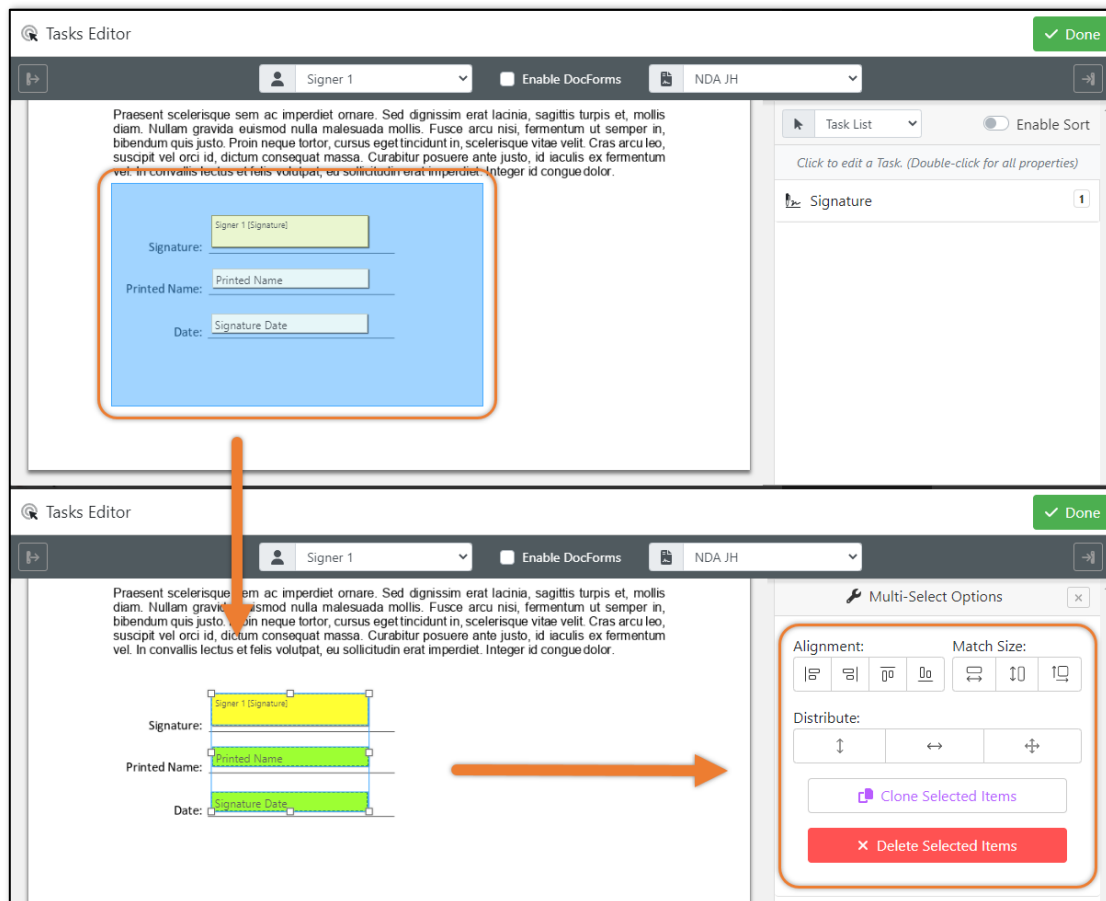 Tasks Editor
Done
Signer 1
Enable DocForms
NDA JH
Praesent scelerisque sem ac imperdiet ornare. Sed dignissim erat lacinia, sagittis turpis et, mollis
diam. Nullam gravida euismod nulla malesuada mollis. Fusce arcu nisi, fermentum ut semper in,
bibendum quis justo. Proin neque tortor, cursus eget tincidunt in, scelerisque vitae velit. Cras arcu leo,
suscipit vel orci id, dictum consequat massa. Curabitur posuere ante justo, id iaculis ex fermentum
vel. In convallis lectus et felis volutpat, eu sollicitudin erat imperdiet. Integer id congue dolor.
Signer 1 [Signature]
Signature:
Printed Name
Printed Name:
Signature Date
Date:
Task List
Enable Sort
Click to edit a Task. (Double-click for all properties)
Signature
1
Tasks Editor
Done
Signer 1
Enable DocForms
NDA JH
Praesent scelerisque sem ac imperdiet ornare. Sed dignissim erat lacinia, sagittis turpis et, mollis
diam. Nullam euismod nulla malesuada mollis. Fusce arcu nisi, fermentum ut semper in,
bibendum quis justo. neque tortor, cursus eget tincidunt in, scelerisque vitae velit. Cras arcu leo,
suscipit vel orci id, dictum consequat massa. Curabitur posuere ante justo, id iaculis ex fermentum
vel. In convallis lectus et felis volutpat, eu sollicitudin erat imperdiet. Integer id congue dolor.
Signer 1 [Signature]
Signature:
Printed Name
Printed Name:
Signature Date
Date:
Multi-Select Options
Alignment:
Match Size:
Distribute:
Clone Selected Items
Delete Selected Items